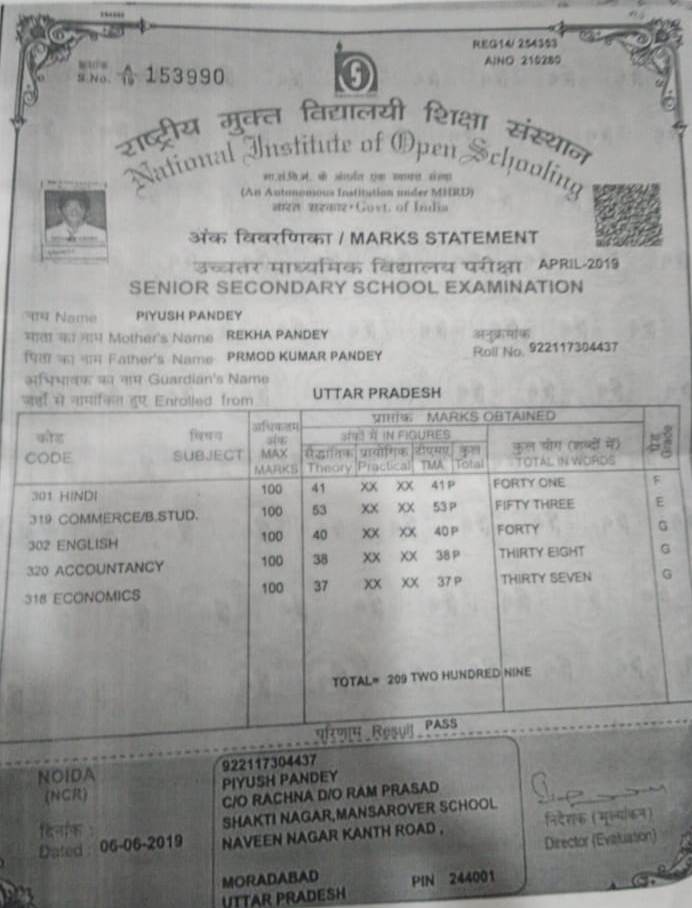 REG14/ 254353
AINO 210280
S.No. A/19 153990
राष्ट्रीय मुक्त विद्यालयी शिक्षा संस्थान
National Institute of Open Schooling
(An Autonomous Institution under MHRD)
भारत सरकार • Govt. of India
अंक विवरणिका / MARKS STATEMENT
उच्चतर माध्यमिक विद्यालय परीक्षा APRIL-2019
SENIOR SECONDARY SCHOOL EXAMINATION
नाम Name PIYUSH PANDEY
माता का नाम Mother's Name REKHA PANDEY
अनुक्रमांक
पिता का नाम Father's Name PRMOD KUMAR PANDEY Roll No. 922117304437
अभिभावक का नाम Guardian's Name
जहाँ से नामांकित हुए Enrolled from UTTAR PRADESH
कोड विषय अधिकतम अंक प्राप्तांक MARKS OBTAINED
CODE SUBJECT MAX MARKS अंकों में IN FIGURES कुल योग (शब्दों में) TOTAL IN WORDS ग्रेड Grade
सैद्धांतिक प्रायोगिक टीएमए कुल
Theory Practical TMA Total
301 HINDI 100 41 XX XX 41P FORTY ONE F
319 COMMERCE/B.STUD. 100 53 XX XX 53P FIFTY THREE E
302 ENGLISH 100 40 XX XX 40P FORTY G
320 ACCOUNTANCY 100 38 XX XX 38P THIRTY EIGHT G
318 ECONOMICS 100 37 XX XX 37P THIRTY SEVEN G
TOTAL= 209 TWO HUNDRED NINE
परिणाम Result PASS
NOIDA
(NCR)
दिनांक :
Dated : 06-06-2019
922117304437
PIYUSH PANDEY
C/O RACHNA D/O RAM PRASAD
SHAKTI NAGAR,MANSAROVER SCHOOL
NAVEEN NAGAR KANTH ROAD ,
MORADABAD PIN 244001
UTTAR PRADESH
निदेशक (मूल्यांकन)
Director (Evaluation)